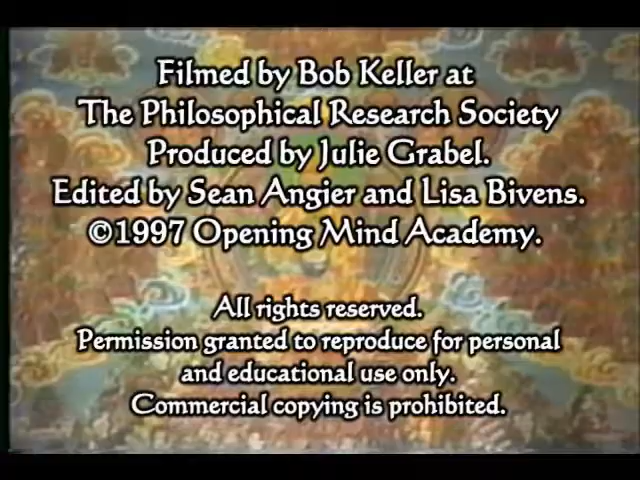 Filmed by Bob Keller at
The Philosophical Research Society
Produced by Julie Grabel.
Edited by Sean Angier and Lisa Bivens.
©1997 Opening Mind Academy.
All rights reserved.
Permission granted to reproduce for personal
and educational use only.
Commercial copying is prohibited.